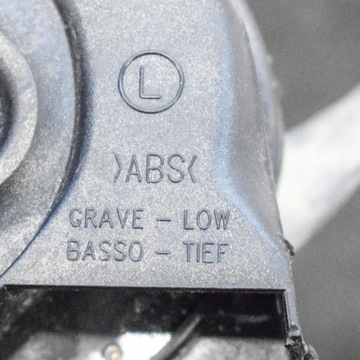 L
>ABS<
GRAVE - LOW
BASSO - TIEF